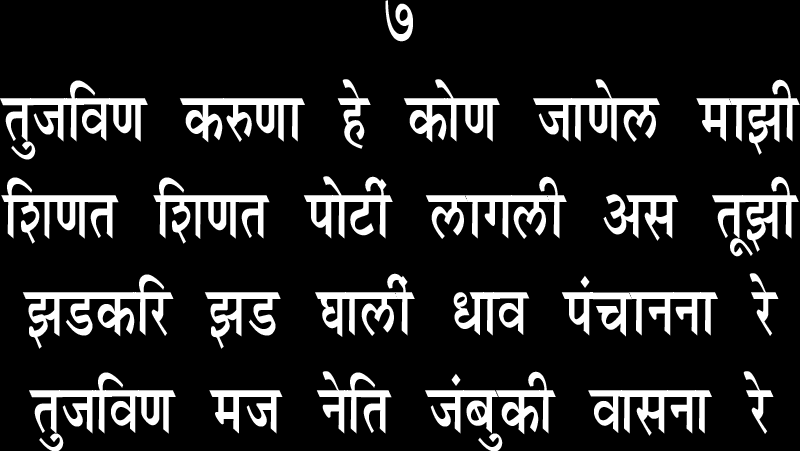 ७
तुजविण करुणा हे कोण जाणेल माझी
शिणत शिणत पोटीं लागली अस तूझी
झडकरि झड घालीं धाव पंचानना रे
तुजविण मज नेति जंबुकी वासना रे